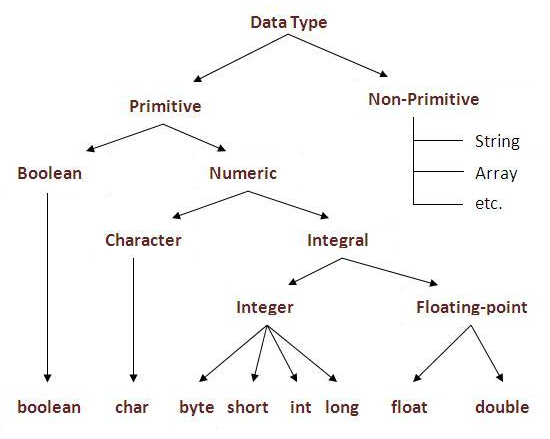 Data Type
Primitive
Non-Primitive
String
Array
etc.
Boolean
Numeric
Character
Integral
Integer
Floating-point
boolean
char
byte
short
int
long
float
double